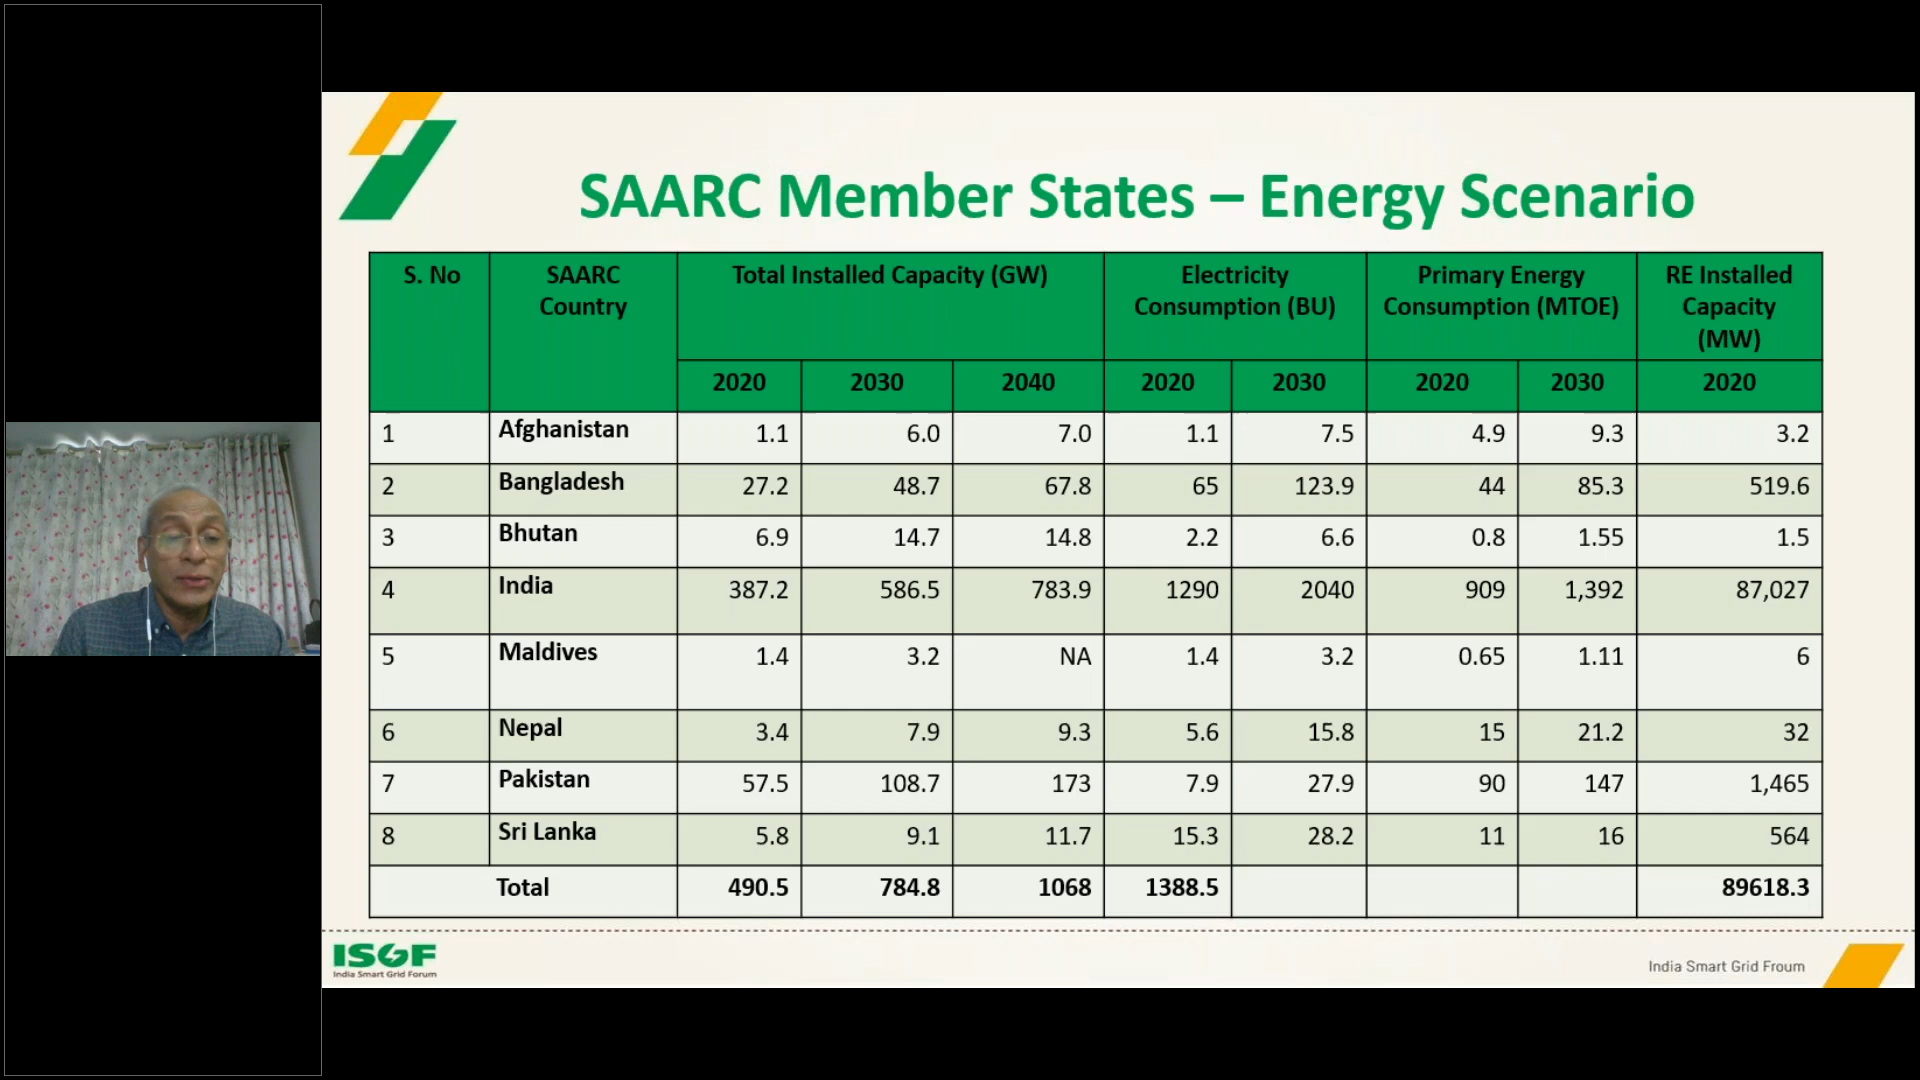 SAARC Member States – Energy Scenario
S. No SAARC Country Total Installed Capacity (GW) Electricity Consumption (BU) Primary Energy Consumption (MTOE) RE Installed Capacity (MW)
2020 2030 2040 2020 2030 2020 2030 2020
1 Afghanistan 1.1 6.0 7.0 1.1 7.5 4.9 9.3 3.2
2 Bangladesh 27.2 48.7 67.8 65 123.9 44 85.3 519.6
3 Bhutan 6.9 14.7 14.8 2.2 6.6 0.8 1.55 1.5
4 India 387.2 586.5 783.9 1290 2040 909 1,392 87,027
5 Maldives 1.4 3.2 NA 1.4 3.2 0.65 1.11 6
6 Nepal 3.4 7.9 9.3 5.6 15.8 15 21.2 32
7 Pakistan 57.5 108.7 173 7.9 27.9 90 147 1,465
8 Sri Lanka 5.8 9.1 11.7 15.3 28.2 11 16 564
Total 490.5 784.8 1068 1388.5 89618.3
ISGF
India Smart Grid Forum
India Smart Grid Froum